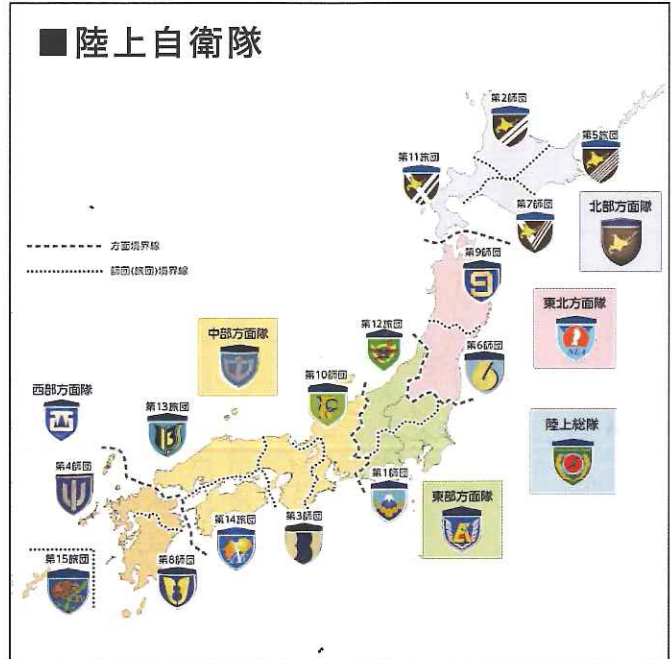 ■陸上自衛隊
第2師団
第5旅団
第11旅団
第7師団
北部方面隊
方面境界線
師団(旅団)境界線
第9師団
東北方面隊
中部方面隊
第12旅団
第6師団
第10師団
西部方面隊
第13旅団
陸上総隊
第4師団
第1師団
東部方面隊
第14旅団
第3師団
第15旅団
第8師団